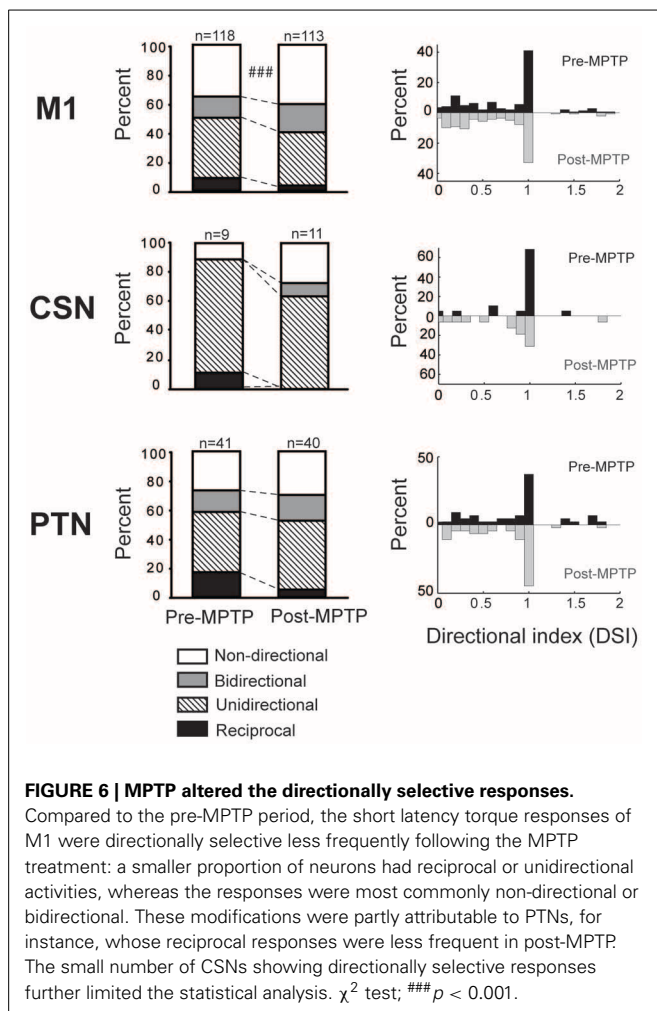 M1
n=118
n=113
###
100
80
60
40
20
0
Percent
40
20
0
20
40
Percent
Pre-MPTP
Post-MPTP
0
0.5
1
1.5
2
CSN
n=9
n=11
100
80
60
40
20
0
Percent
60
40
20
0
20
40
60
Percent
Pre-MPTP
Post-MPTP
0
0.5
1
1.5
2
PTN
n=41
n=40
100
80
60
40
20
0
Percent
Pre-MPTP
Post-MPTP
50
0
50
Percent
Pre-MPTP
Post-MPTP
0
0.5
1
1.5
2
Directional index (DSI)
Non-directional
Bidirectional
Unidirectional
Reciprocal
FIGURE 6 | MPTP altered the directionally selective responses.
Compared to the pre-MPTP period, the short latency torque responses of
M1 were directionally selective less frequently following the MPTP
treatment: a smaller proportion of neurons had reciprocal or unidirectional
activities, whereas the responses were most commonly non-directional or
bidirectional. These modifications were partly attributable to PTNs, for
instance, whose reciprocal responses were less frequent in post-MPTP.
The small number of CSNs showing directionally selective responses
further limited the statistical analysis. χ² test; ###p < 0.001.